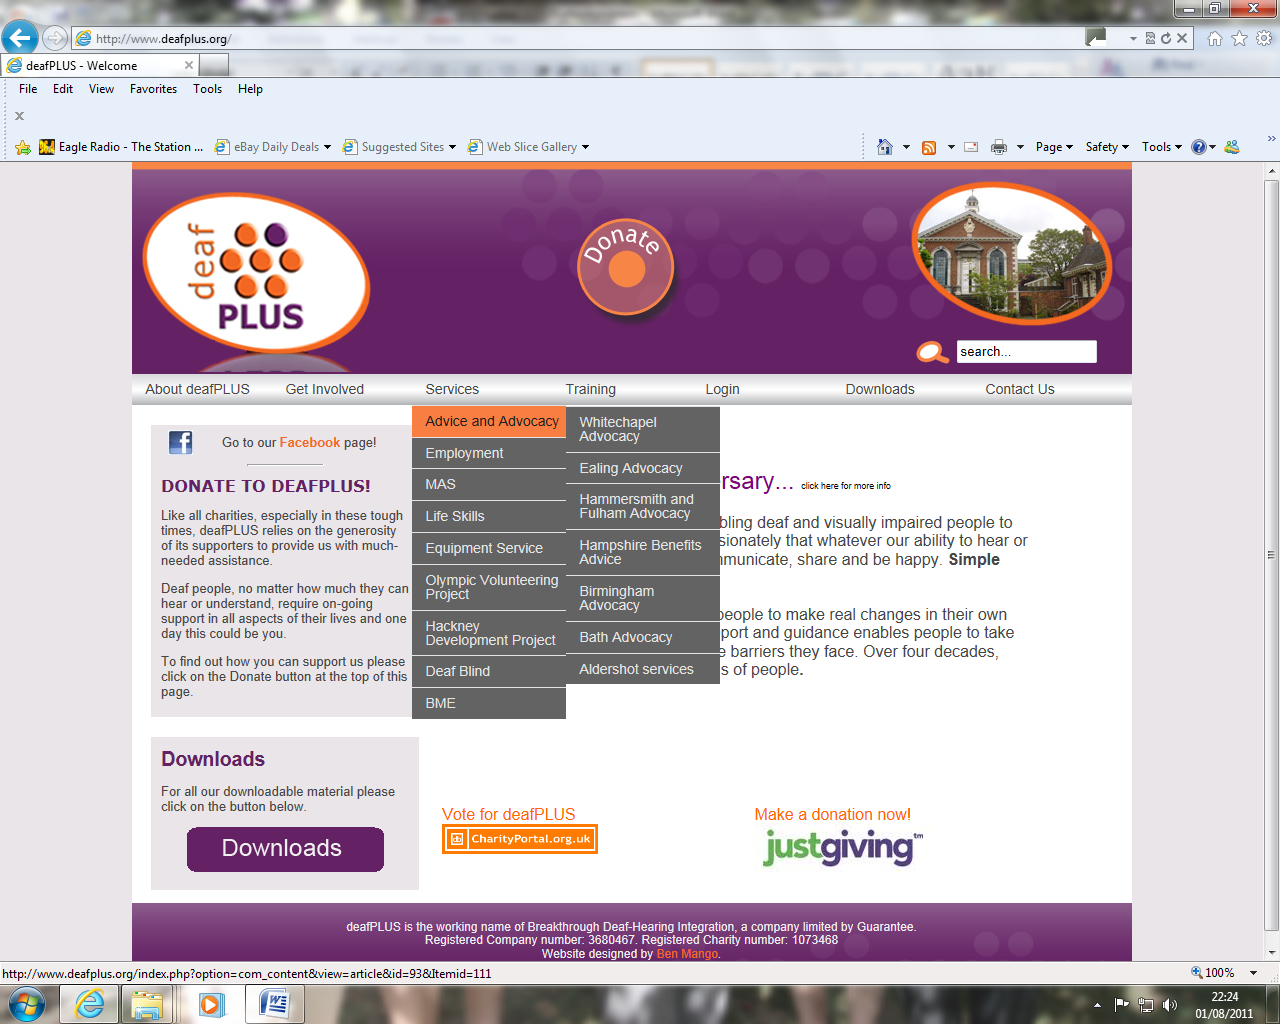 http://www.deafplus.org/
deafPLUS - Welcome
File Edit View Favorites Tools Help
x
Eagle Radio - The Station ... eBay Daily Deals Suggested Sites Web Slice Gallery Page Safety Tools
deaf
PLUS
Donate
search...
About deafPLUS Get Involved Services Training Login Downloads Contact Us
Go to our Facebook page!
DONATE TO DEAFPLUS!
Like all charities, especially in these tough
times, deafPLUS relies on the generosity
of its supporters to provide us with much-
needed assistance.
Deaf people, no matter how much they can
hear or understand, require on-going
support in all aspects of their lives and one
day this could be you.
To find out how you can support us please
click on the Donate button at the top of this
page.
Advice and Advocacy
Employment
MAS
Life Skills
Equipment Service
Olympic Volunteering
Project
Hackney
Development Project
Deaf Blind
BME
Whitechapel
Advocacy
Ealing Advocacy
Hammersmith and
Fulham Advocacy
Hampshire Benefits
Advice
Birmingham
Advocacy
Bath Advocacy
Aldershot services
rsary... click here for more info
bling deaf and visually impaired people to
sionately that whatever our ability to hear or
nmunicate, share and be happy. Simple
people to make real changes in their own
port and guidance enables people to take
e barriers they face. Over four decades,
s of people.
Downloads
For all our downloadable material please
click on the button below.
Downloads
Vote for deafPLUS
CharityPortal.org.uk
Make a donation now!
justgiving™
deafPLUS is the working name of Breakthrough Deaf-Hearing Integration, a company limited by Guarantee.
Registered Company number: 3680467. Registered Charity number: 1073468
Website designed by Ben Mango.
http://www.deafplus.org/index.php?option=com_content&view=article&id=93&Itemid=111
100%
22:24
01/08/2011